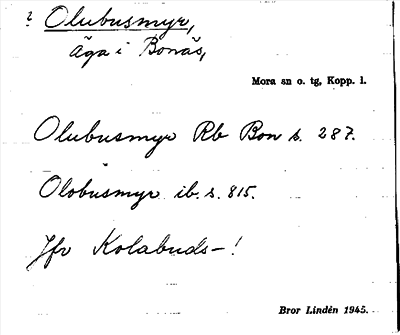 ? Olubusmyr,
äga i Bonäs,
Mora sn o. tg, Kopp. l.
Olubusmyr Rb Bon s. 287.
Olobusmyr ib. s. 815.
Jfr Kolabuds-!
Bror Lindén 1945.